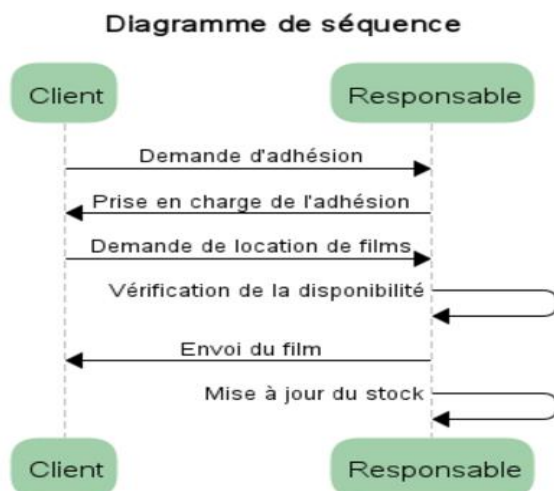 Diagramme de séquence
Client
Responsable
Demande d'adhésion
Prise en charge de l'adhésion
Demande de location de films
Vérification de la disponibilité
Envoi du film
Mise à jour du stock
Client
Responsable